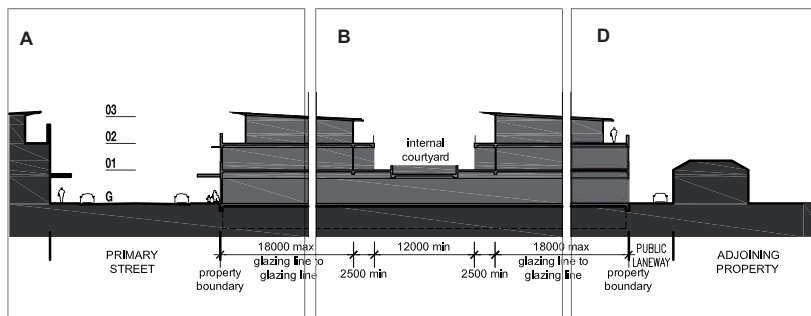 A
B
D
03
02
01
G
internal
courtyard
PRIMARY
STREET
property
boundary
18000 max
glazing line to
glazing line
2500 min
12000 min
2500 min
18000 max
glazing line to
glazing line
property
boundary
PUBLIC
LANEWAY
ADJOINING
PROPERTY